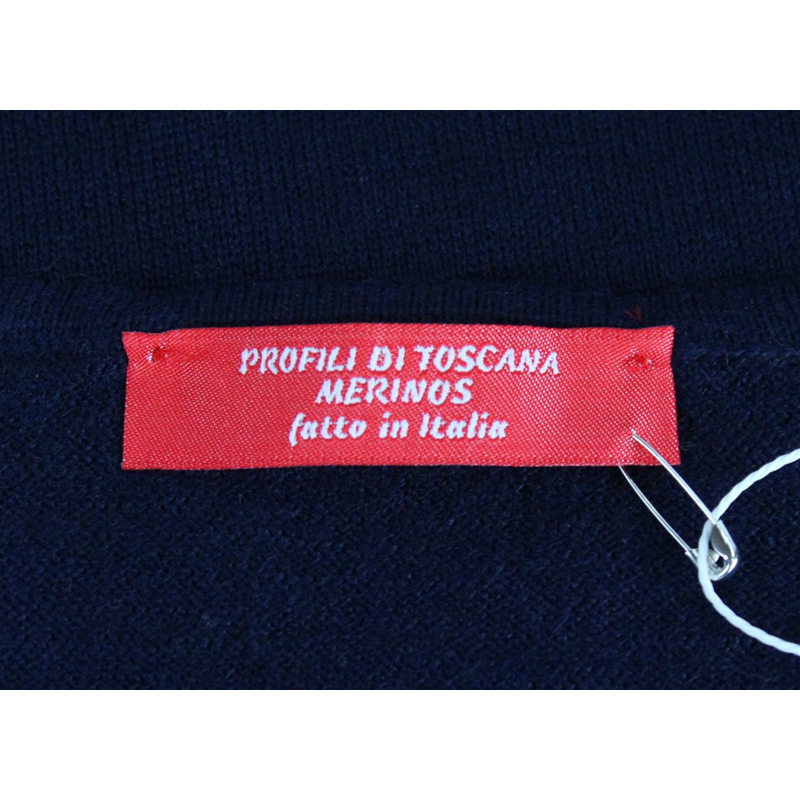 PROFILI DI TOSCANA
MERINOS
fatto in Italia